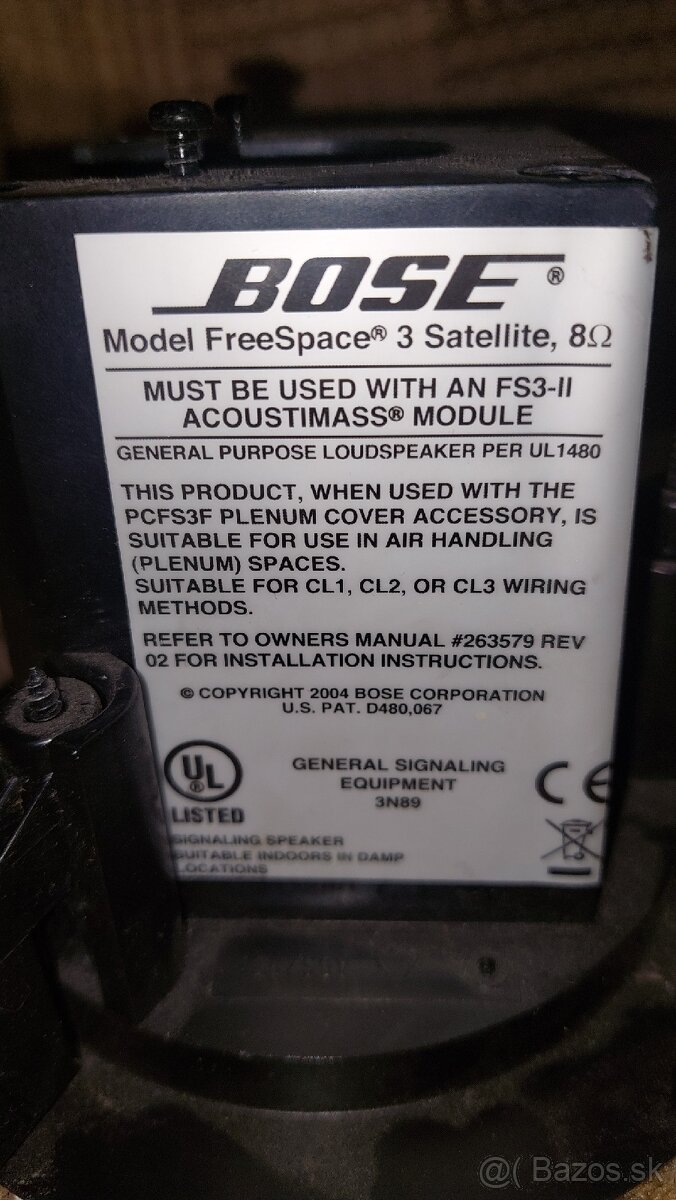 BOSE®
Model FreeSpace® 3 Satellite, 8Ω
MUST BE USED WITH AN FS3-II
ACOUSTIMASS® MODULE
GENERAL PURPOSE LOUDSPEAKER PER UL1480
THIS PRODUCT, WHEN USED WITH THE
PCFS3F PLENUM COVER ACCESSORY, IS
SUITABLE FOR USE IN AIR HANDLING
(PLENUM) SPACES.
SUITABLE FOR CL1, CL2, OR CL3 WIRING
METHODS.
REFER TO OWNERS MANUAL #263579 REV
02 FOR INSTALLATION INSTRUCTIONS.
© COPYRIGHT 2004 BOSE CORPORATION
U.S. PAT. D480,067
UL®
LISTED
GENERAL SIGNALING
EQUIPMENT
3N89
CE
SIGNALING SPEAKER
SUITABLE INDOORS IN DAMP
LOCATIONS
@( Bazos.sk